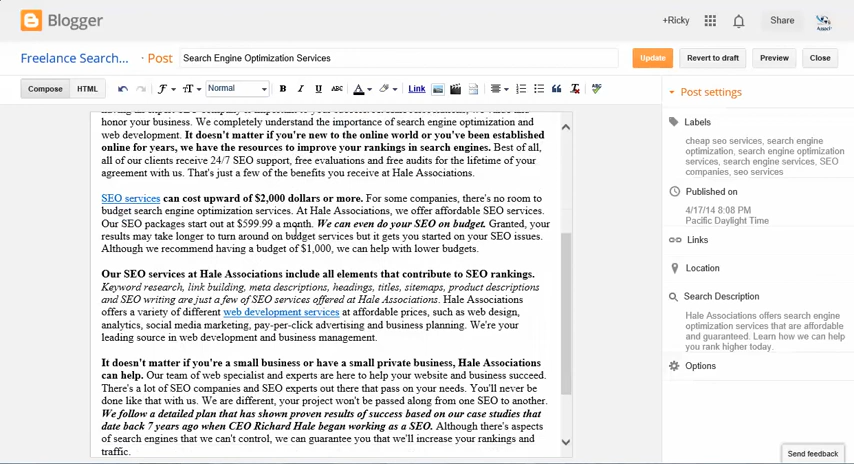 Blogger
+Ricky
Share
Freelance Search... · Post
Search Engine Optimization Services
Update
Revert to draft
Preview
Close
Compose
HTML
Normal
B I U ABC
A
Link
honor your business. We completely understand the importance of search engine optimization and
web development. It doesn't matter if you're new to the online world or you've been established
online for years, we have the resources to improve your rankings in search engines. Best of all,
all of our clients receive 24/7 SEO support, free evaluations and free audits for the lifetime of your
agreement with us. That's just a few of the benefits you receive at Hale Associations.
SEO services can cost upward of $2,000 dollars or more. For some companies, there's no room to
budget search engine optimization services. At Hale Associations, we offer affordable SEO services.
Our SEO packages start out at $599.99 a month. We can even do your SEO on budget. Granted, your
results may take longer to turn around on budget services but it gets you started on your SEO issues.
Although we recommend having a budget of $1,000, we can help with lower budgets.
Our SEO services at Hale Associations include all elements that contribute to SEO rankings.
Keyword research, link building, meta descriptions, headings, titles, sitemaps, product descriptions
and SEO writing are just a few of SEO services offered at Hale Associations. Hale Associations
offers a variety of different web development services at affordable prices, such as web design,
analytics, social media marketing, pay-per-click advertising and business planning. We're your
leading source in web development and business management.
It doesn't matter if you're a small business or have a small private business, Hale Associations
can help. Our team of web specialist and experts are here to help your website and business succeed.
There's a lot of SEO companies and SEO experts out there that pass on your needs. You'll never be
done like that with us. We are different, your project won't be passed along from one SEO to another.
We follow a detailed plan that has shown proven results of success based on our case studies that
date back 7 years ago when CEO Richard Hale began working as a SEO. Although there's aspects
of search engines that we can't control, we can guarantee you that we'll increase your rankings and
traffic.
Post settings
Labels
cheap seo services, search engine
optimization, search engine optimization
services, search engine services, SEO
companies, seo services
Published on
4/17/14 8:08 PM
Pacific Daylight Time
Links
Location
Search Description
Hale Associations offers search engine
optimization services that are affordable
and guaranteed. Learn how we can help
you rank higher today.
Options
Send feedback